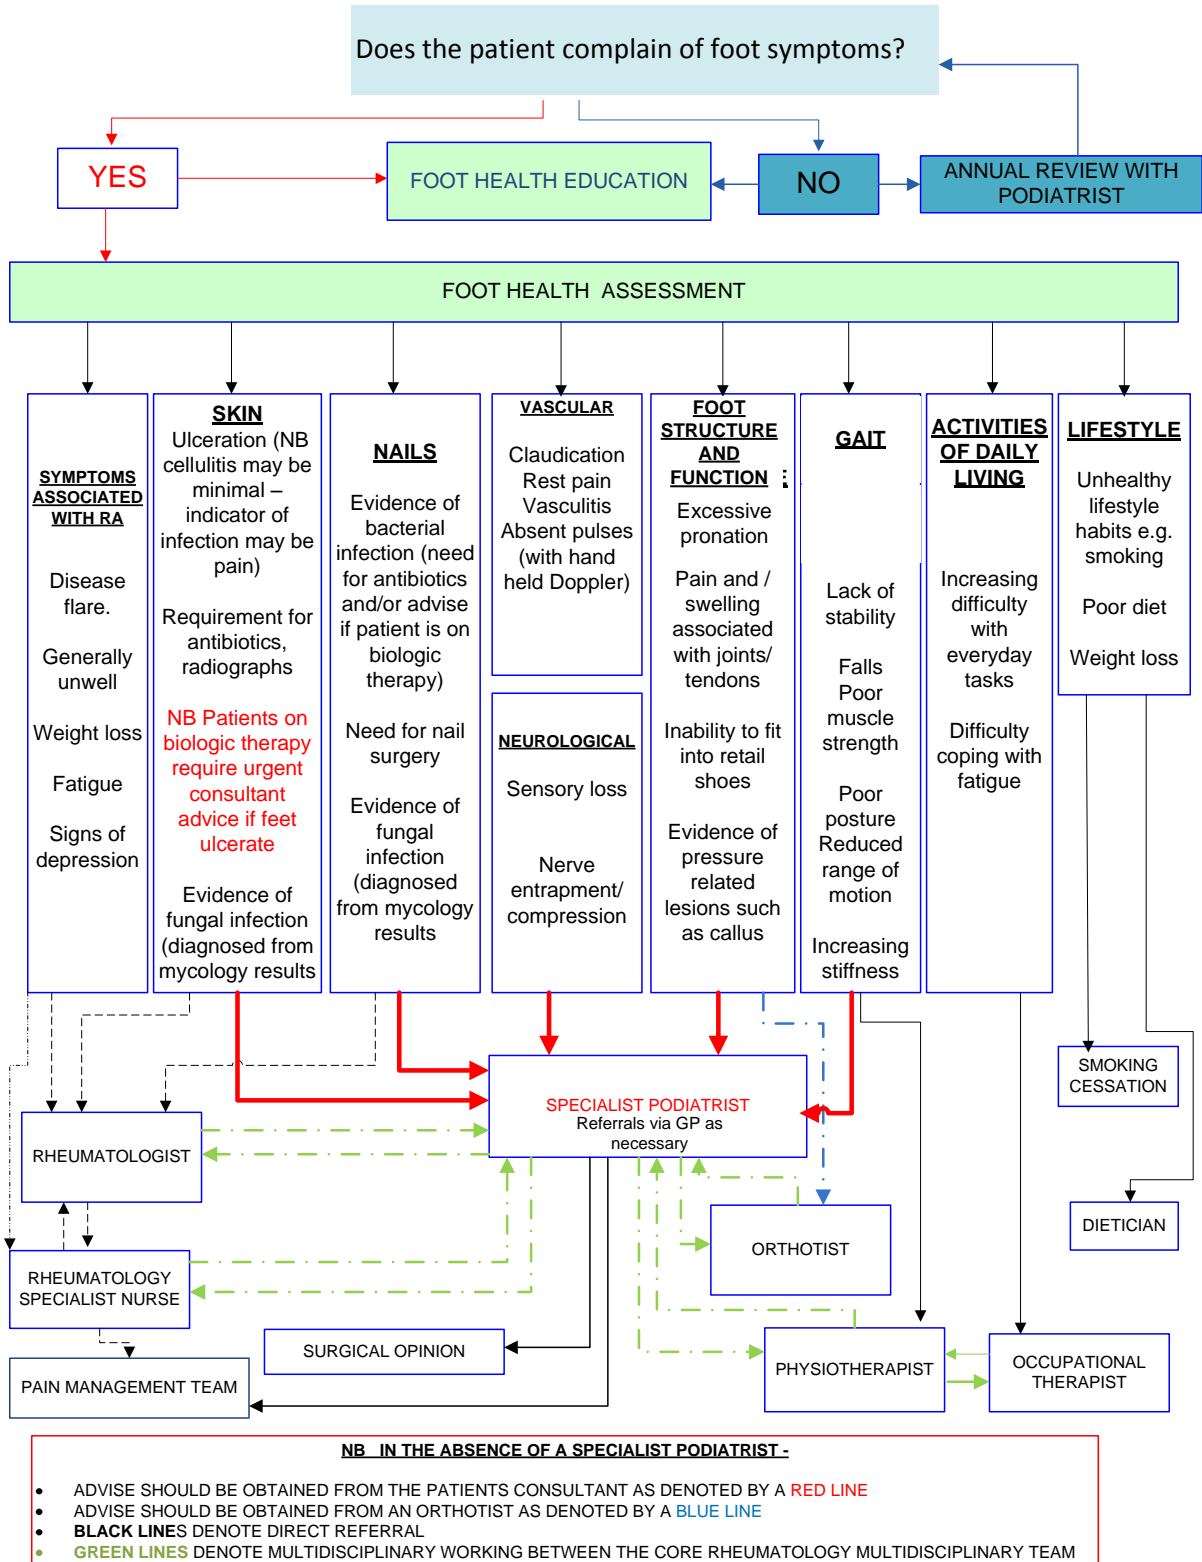 Does the patient complain of foot symptoms?
YES
FOOT HEALTH EDUCATION
NO
ANNUAL REVIEW WITH
PODIATRIST
FOOT HEALTH  ASSESSMENT
SYMPTOMS
ASSOCIATED
WITH RA
Disease
flare.
Generally
unwell
Weight loss
Fatigue
Signs of
depression
SKIN
Ulceration (NB
cellulitis may be
minimal –
indicator of
infection may be
pain)
Requirement for
antibiotics,
radiographs
NB Patients on
biologic therapy
require urgent
consultant
advice if feet
ulcerate
Evidence of
fungal infection
(diagnosed from
mycology results
NAILS
Evidence of
bacterial
infection (need
for antibiotics
and/or advise
if patient is on
biologic
therapy)
Need for nail
surgery
Evidence of
fungal
infection
(diagnosed
from mycology
results
VASCULAR
Claudication
Rest pain
Vasculitis
Absent pulses
(with hand
held Doppler)
NEUROLOGICAL
Sensory loss
Nerve
entrapment/
compression
FOOT
STRUCTURE
AND
FUNCTION
Excessive
pronation
Pain and /
swelling
associated
with joints/
tendons
Inability to fit
into retail
shoes
Evidence of
pressure
related
lesions such
as callus
GAIT
Lack of
stability
Falls
Poor
muscle
strength
Poor
posture
Reduced
range of
motion
Increasing
stiffness
ACTIVITIES
OF DAILY
LIVING
Increasing
difficulty
with
everyday
tasks
Difficulty
coping with
fatigue
LIFESTYLE
Unhealthy
lifestyle
habits e.g.
smoking
Poor diet
Weight loss
SMOKING
CESSATION
SPECIALIST PODIATRIST
Referrals via GP as
necessary
RHEUMATOLOGIST
DIETICIAN
ORTHOTIST
RHEUMATOLOGY
SPECIALIST NURSE
SURGICAL OPINION
PHYSIOTHERAPIST
OCCUPATIONAL
THERAPIST
PAIN MANAGEMENT TEAM
NB   IN THE ABSENCE OF A SPECIALIST PODIATRIST -
• ADVISE SHOULD BE OBTAINED FROM THE PATIENTS CONSULTANT AS DENOTED BY A RED LINE
• ADVISE SHOULD BE OBTAINED FROM AN ORTHOTIST AS DENOTED BY A BLUE LINE
• BLACK LINES DENOTE DIRECT REFERRAL
• GREEN LINES DENOTE MULTIDISCIPLINARY WORKING BETWEEN THE CORE RHEUMATOLOGY MULTIDISCIPLINARY TEAM